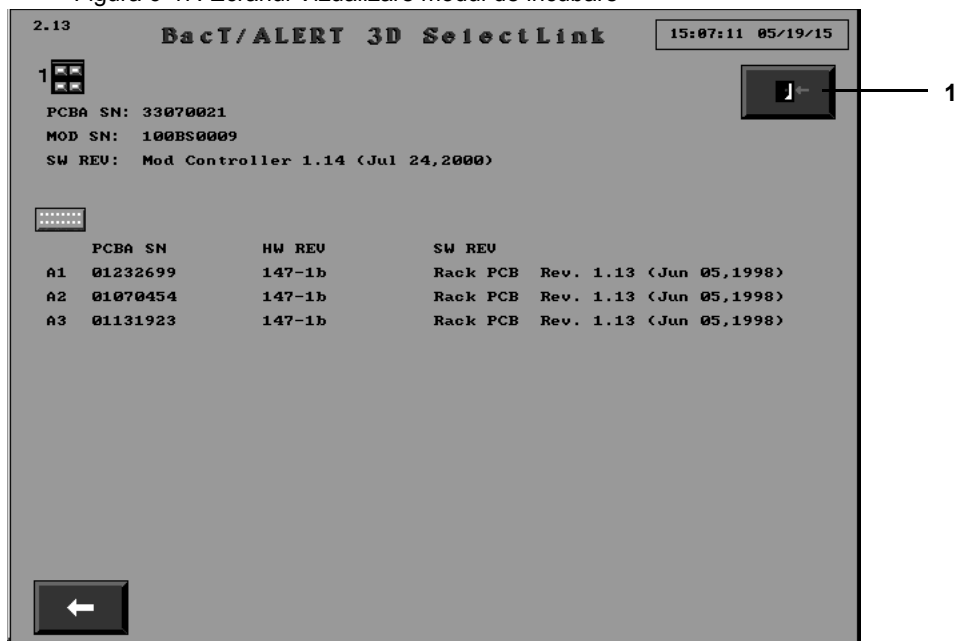 2.13
BacT/ALERT 3D SelectLink
15:07:11 05/19/15
1
1
PCBA SN: 33070021
MOD SN: 100BS0009
SW REV: Mod Controller 1.14 (Jul 24,2000)
PCBA SN HW REV SW REV
A1 01232699 147-1b Rack PCB Rev. 1.13 (Jun 05,1998)
A2 01070454 147-1b Rack PCB Rev. 1.13 (Jun 05,1998)
A3 01131923 147-1b Rack PCB Rev. 1.13 (Jun 05,1998)